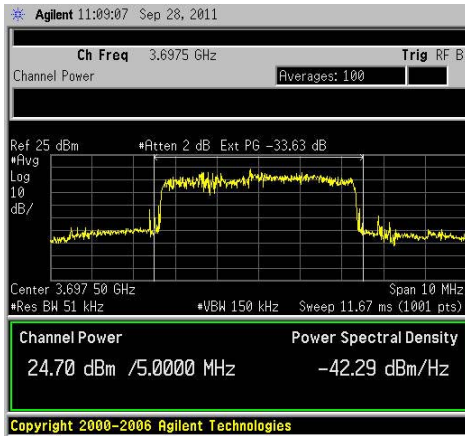 Agilent 11:09:07 Sep 28, 2011
Ch Freq 3.6975 GHz Trig RF B
Channel Power Averages: 100
Ref 25 dBm #Atten 2 dB Ext PG -33.63 dB
#Avg
Log
10
dB/
Center 3.697 50 GHz Span 10 MHz
#Res BW 51 kHz #VBW 150 kHz Sweep 11.67 ms (1001 pts)
Channel Power Power Spectral Density
24.70 dBm /5.0000 MHz -42.29 dBm/Hz
Copyright 2000-2006 Agilent Technologies